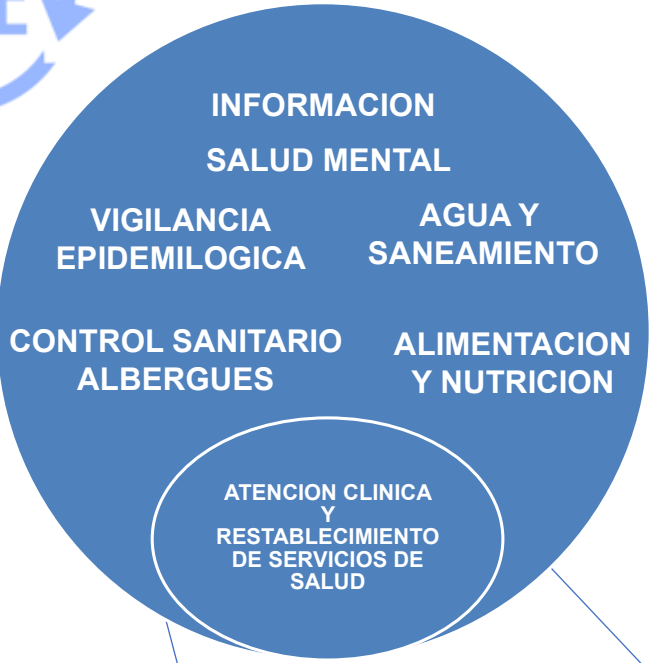 INFORMACION
SALUD MENTAL
VIGILANCIA
EPIDEMILOGICA
AGUA Y
SANEAMIENTO
CONTROL SANITARIO
ALBERGUES
ALIMENTACION
Y NUTRICION
ATENCION CLINICA
Y
RESTABLECIMIENTO
DE SERVICIOS DE
SALUD